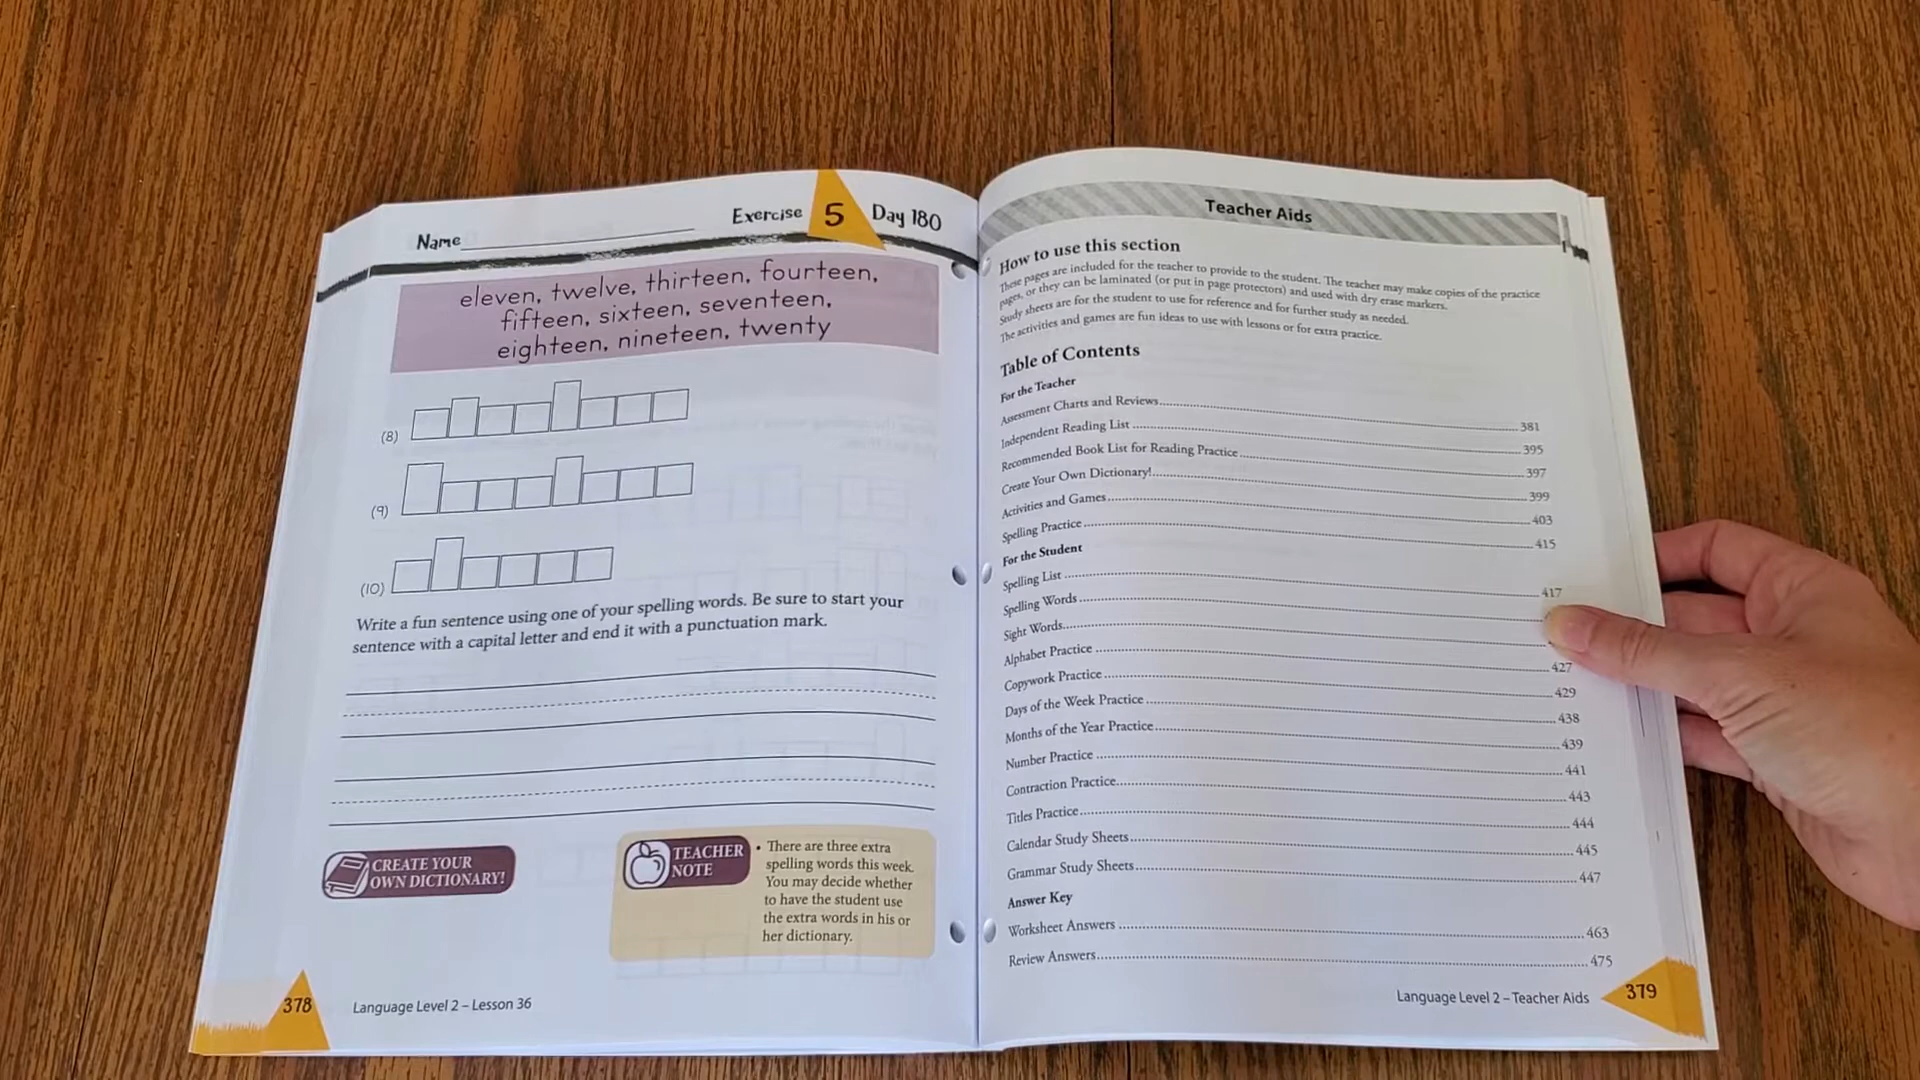 Name
Exercise 5 Day 180
eleven, twelve, thirteen, fourteen,
fifteen, sixteen, seventeen,
eighteen, nineteen, twenty
(8)
(9)
(10)
Write a fun sentence using one of your spelling words. Be sure to start your
sentence with a capital letter and end it with a punctuation mark.
CREATE YOUR
OWN DICTIONARY!
TEACHER
NOTE
• There are three extra
spelling words this week.
You may decide whether
to have the student use
the extra words in his or
her dictionary.
378
Language Level 2 – Lesson 36
Teacher Aids
How to use this section
These pages are included for the teacher to provide to the student. The teacher may make copies of the practice
pages, or they can be laminated (or put in page protectors) and used with dry erase markers.
Study sheets are for the student to use for reference and for further study as needed.
The activities and games are fun ideas to use with lessons or for extra practice.
Table of Contents
For the Teacher
Assessment Charts and Reviews 381
Independent Reading List 395
Recommended Book List for Reading Practice 397
Create Your Own Dictionary! 399
Activities and Games 403
Spelling Practice 415
For the Student
Spelling List 417
Spelling Words
Sight Words
Alphabet Practice 427
Copywork Practice 429
Days of the Week Practice 438
Months of the Year Practice 439
Number Practice 441
Contraction Practice 443
Titles Practice 444
Calendar Study Sheets 445
Grammar Study Sheets 447
Answer Key
Worksheet Answers 463
Review Answers 475
Language Level 2 – Teacher Aids
379